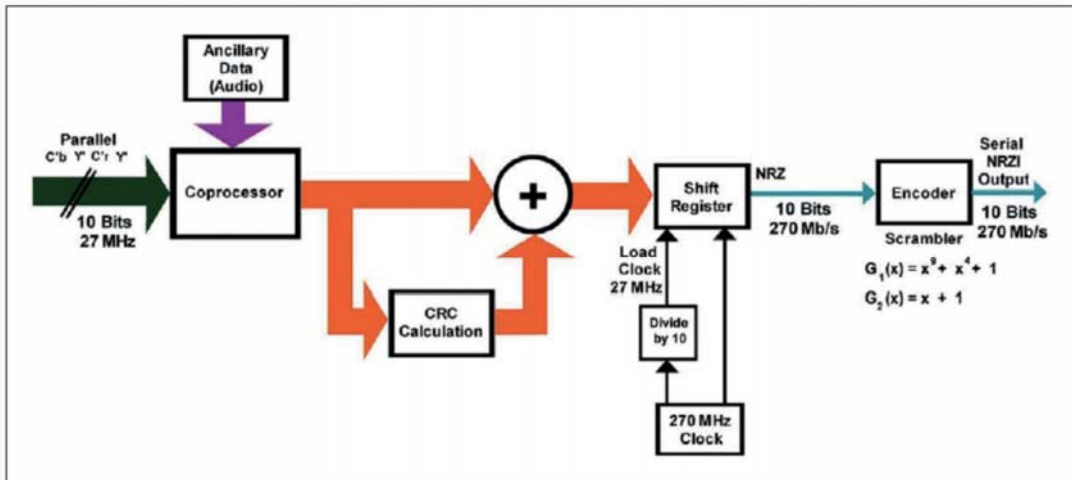 Ancillary
Data
(Audio)
Parallel
C'b Y' C'r Y'
10 Bits
27 MHz
Coprocessor
+
CRC
Calculation
Shift
Register
Load
Clock
27 MHz
Divide
by 10
270 MHz
Clock
NRZ
10 Bits
270 Mb/s
Encoder
Scrambler
G₁(x) = x⁹ + x⁴ + 1
G₂(x) = x + 1
Serial
NRZI
Output
10 Bits
270 Mb/s